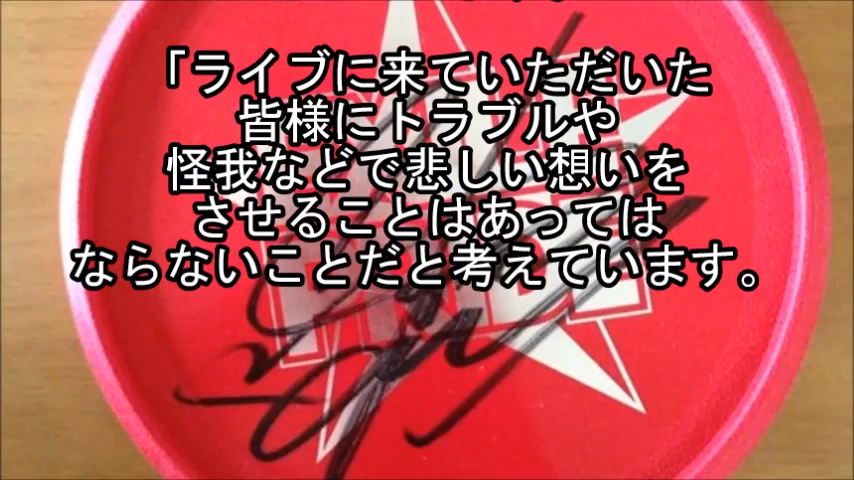 「ライブに来ていただいた
皆様にトラブルや
怪我などで悲しい想いを
させることはあっては
ならないことだと考えています。